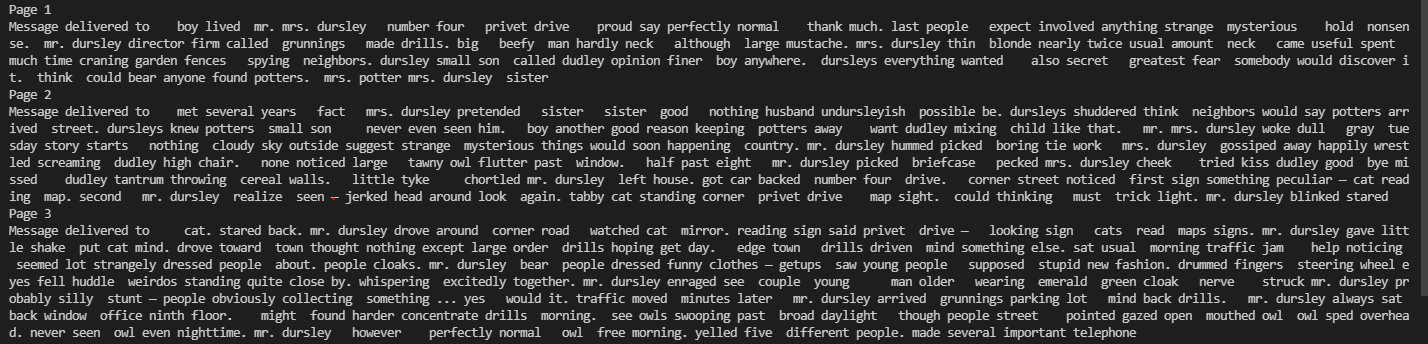 Page 1
Message delivered to    boy lived  mr. mrs. dursley   number four   privet drive    proud say perfectly normal    thank much. last people   expect involved anything strange  mysterious    hold  nonsen
se.  mr. dursley director firm called  grunnings   made drills. big   beefy  man hardly neck   although  large mustache. mrs. dursley thin  blonde nearly twice usual amount  neck   came useful spent
much time craning garden fences   spying  neighbors. dursley small son  called dudley opinion finer  boy anywhere.  dursleys everything wanted    also secret   greatest fear  somebody would discover i
t.  think  could bear anyone found potters.  mrs. potter mrs. dursley  sister
Page 2
Message delivered to    met several years   fact   mrs. dursley pretended   sister   sister  good   nothing husband undursleyish  possible be. dursleys shuddered think  neighbors would say potters arr
ived  street. dursleys knew potters  small son     never even seen him.   boy another good reason keeping  potters away    want dudley mixing  child like that.   mr. mrs. dursley woke dull   gray  tue
sday story starts   nothing  cloudy sky outside suggest strange  mysterious things would soon happening  country. mr. dursley hummed picked  boring tie work   mrs. dursley  gossiped away happily wrest
led screaming  dudley high chair.   none noticed large   tawny owl flutter past  window.   half past eight   mr. dursley picked  briefcase   pecked mrs. dursley cheek    tried kiss dudley good  bye mi
ssed    dudley tantrum throwing  cereal walls.   little tyke     chortled mr. dursley  left house. got car backed  number four  drive.   corner street noticed  first sign something peculiar — cat read
ing  map. second   mr. dursley  realize  seen — jerked head around look  again. tabby cat standing corner  privet drive    map sight.  could thinking   must  trick light. mr. dursley blinked stared
Page 3
Message delivered to    cat. stared back. mr. dursley drove around  corner road   watched cat  mirror. reading sign said privet  drive —   looking sign   cats  read  maps signs. mr. dursley gave litt
le shake  put cat mind. drove toward  town thought nothing except large order  drills hoping get day.   edge town   drills driven  mind something else. sat usual  morning traffic jam    help noticing
seemed lot strangely dressed people  about. people cloaks. mr. dursley  bear  people dressed funny clothes — getups  saw young people   supposed  stupid new fashion. drummed fingers  steering wheel e
yes fell huddle  weirdos standing quite close by. whispering  excitedly together. mr. dursley enraged see  couple young      man older   wearing  emerald  green cloak   nerve    struck mr. dursley pr
obably silly  stunt — people obviously collecting  something ... yes   would it. traffic moved  minutes later   mr. dursley arrived  grunnings parking lot   mind back drills.   mr. dursley always sat
back window  office ninth floor.    might  found harder concentrate drills  morning.  see owls swooping past  broad daylight   though people street    pointed gazed open  mouthed owl  owl sped overhea
d. never seen  owl even nighttime. mr. dursley   however    perfectly normal   owl  free morning. yelled five  different people. made several important telephone